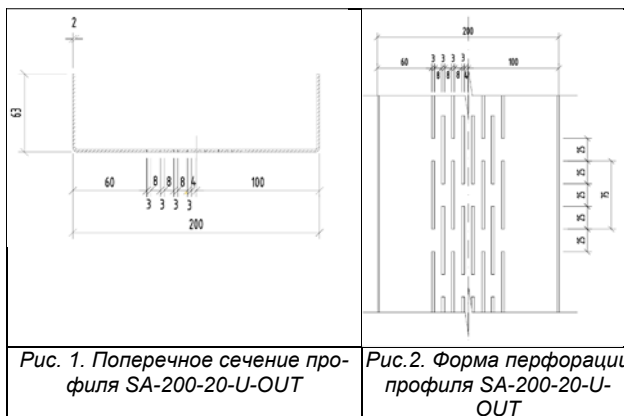 2
63
60 8 8 8 4 100
3 3 3 3
200
Рис. 1. Поперечное сечение про-
филя SA-200-20-U-OUT
200
60 3 3 3 3 100
8 8 8 4
25
25
25
25
25
75
Рис.2. Форма перфорации
профиля SA-200-20-U-
OUT